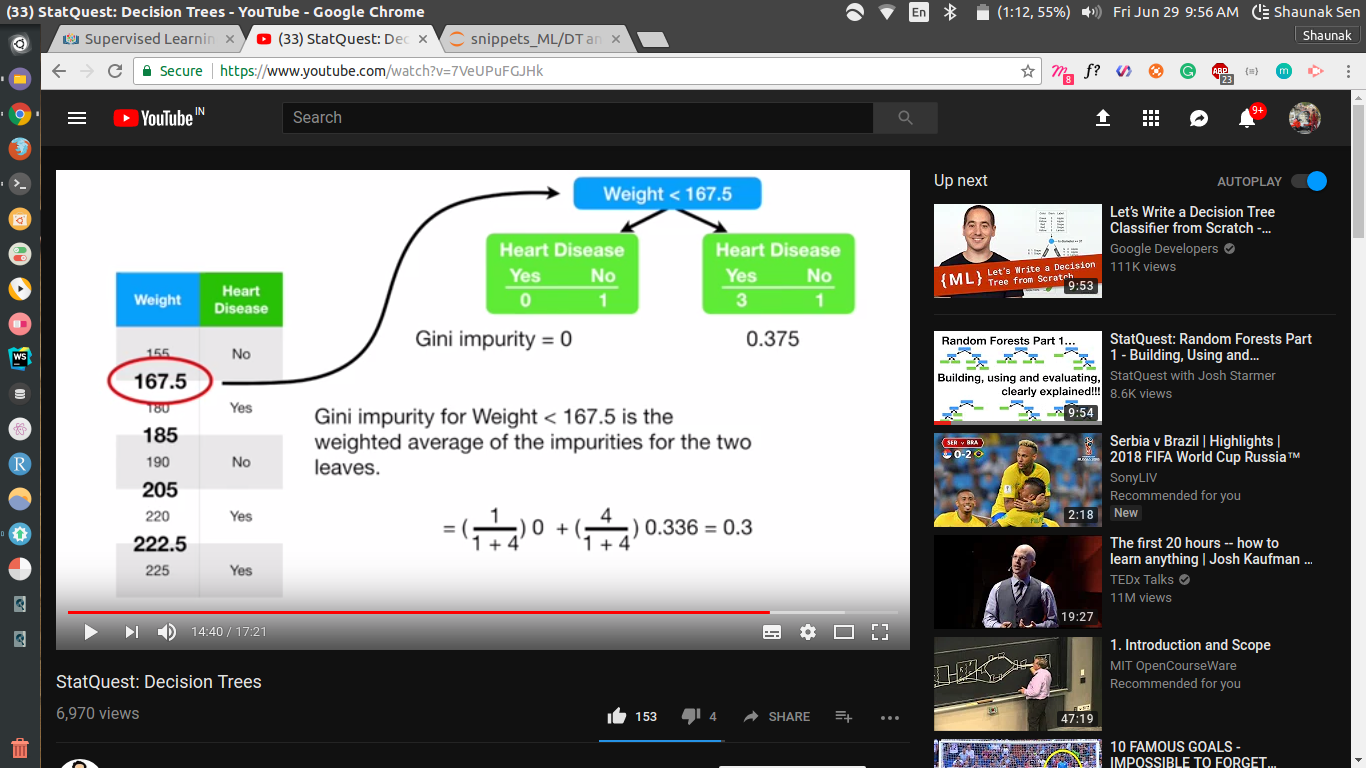 (33) StatQuest: Decision Trees - YouTube - Google Chrome
En
(1:12, 55%)
Fri Jun 29 9:56 AM
Shaunak Sen
Supervised Learnin
(33) StatQuest: Dec
snippets_ML/DT an
Shaunak
Secure
https://www.youtube.com/watch?v=7VeUPuFGJHk
8
f?
ABP
23
YouTube IN
Search
9+
Weight < 167.5
Heart Disease
Yes No
0 1
Heart Disease
Yes No
3 1
Gini impurity = 0
0.375
Weight
Heart Disease
155 No
167.5
180 Yes
185
190 No
205
220 Yes
222.5
225 Yes
Gini impurity for Weight < 167.5 is the
weighted average of the impurities for the two
leaves.
= ( 1 / 1 + 4 ) 0 + ( 4 / 1 + 4 ) 0.336 = 0.3
14:40 / 17:21
StatQuest: Decision Trees
6,970 views
153
4
SHARE
Up next
AUTOPLAY
{ML} Let's Write a Decision
Tree from Scratch
9:53
Let's Write a Decision Tree
Classifier from Scratch -...
Google Developers
111K views
Random Forests Part 1...
Building, using and evaluating,
clearly explained!!!
9:54
StatQuest: Random Forests Part
1 - Building, Using and...
StatQuest with Josh Starmer
8.6K views
SER v BRA
0-2
2:18
Serbia v Brazil | Highlights |
2018 FIFA World Cup Russia™
SonyLIV
Recommended for you
New
19:27
The first 20 hours -- how to
learn anything | Josh Kaufman ...
TEDx Talks
11M views
47:19
1. Introduction and Scope
MIT OpenCourseWare
Recommended for you
10 FAMOUS GOALS -
IMPOSSIBLE TO FORGET...
WS
R